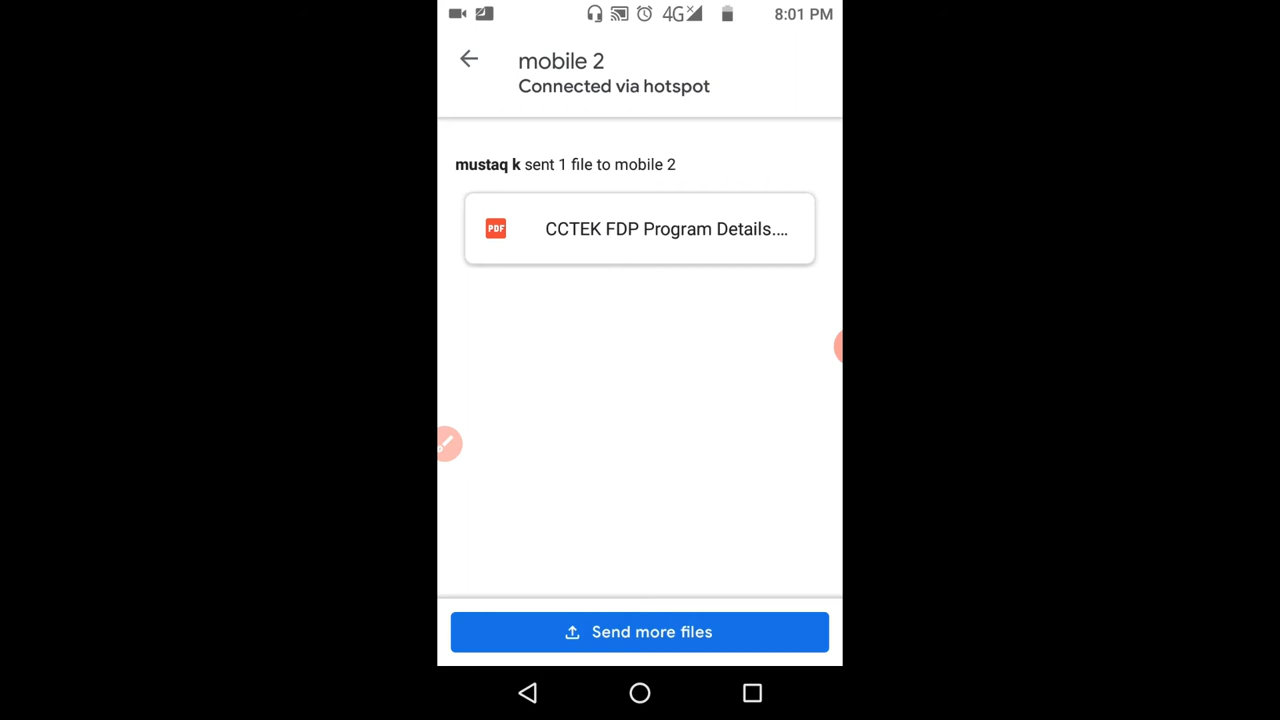 4G 8:01 PM
mobile 2
Connected via hotspot
mustaq k sent 1 file to mobile 2
PDF CCTEK FDP Program Details....
Send more files